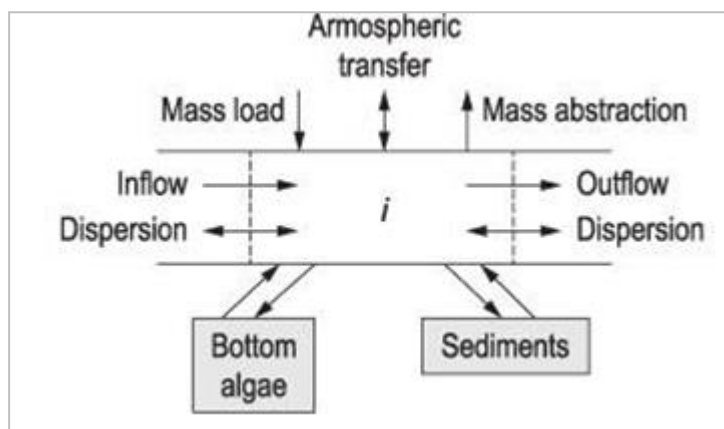 Armospheric
transfer
Mass load
Mass abstraction
Inflow
Outflow
i
Dispersion
Dispersion
Bottom
algae
Sediments